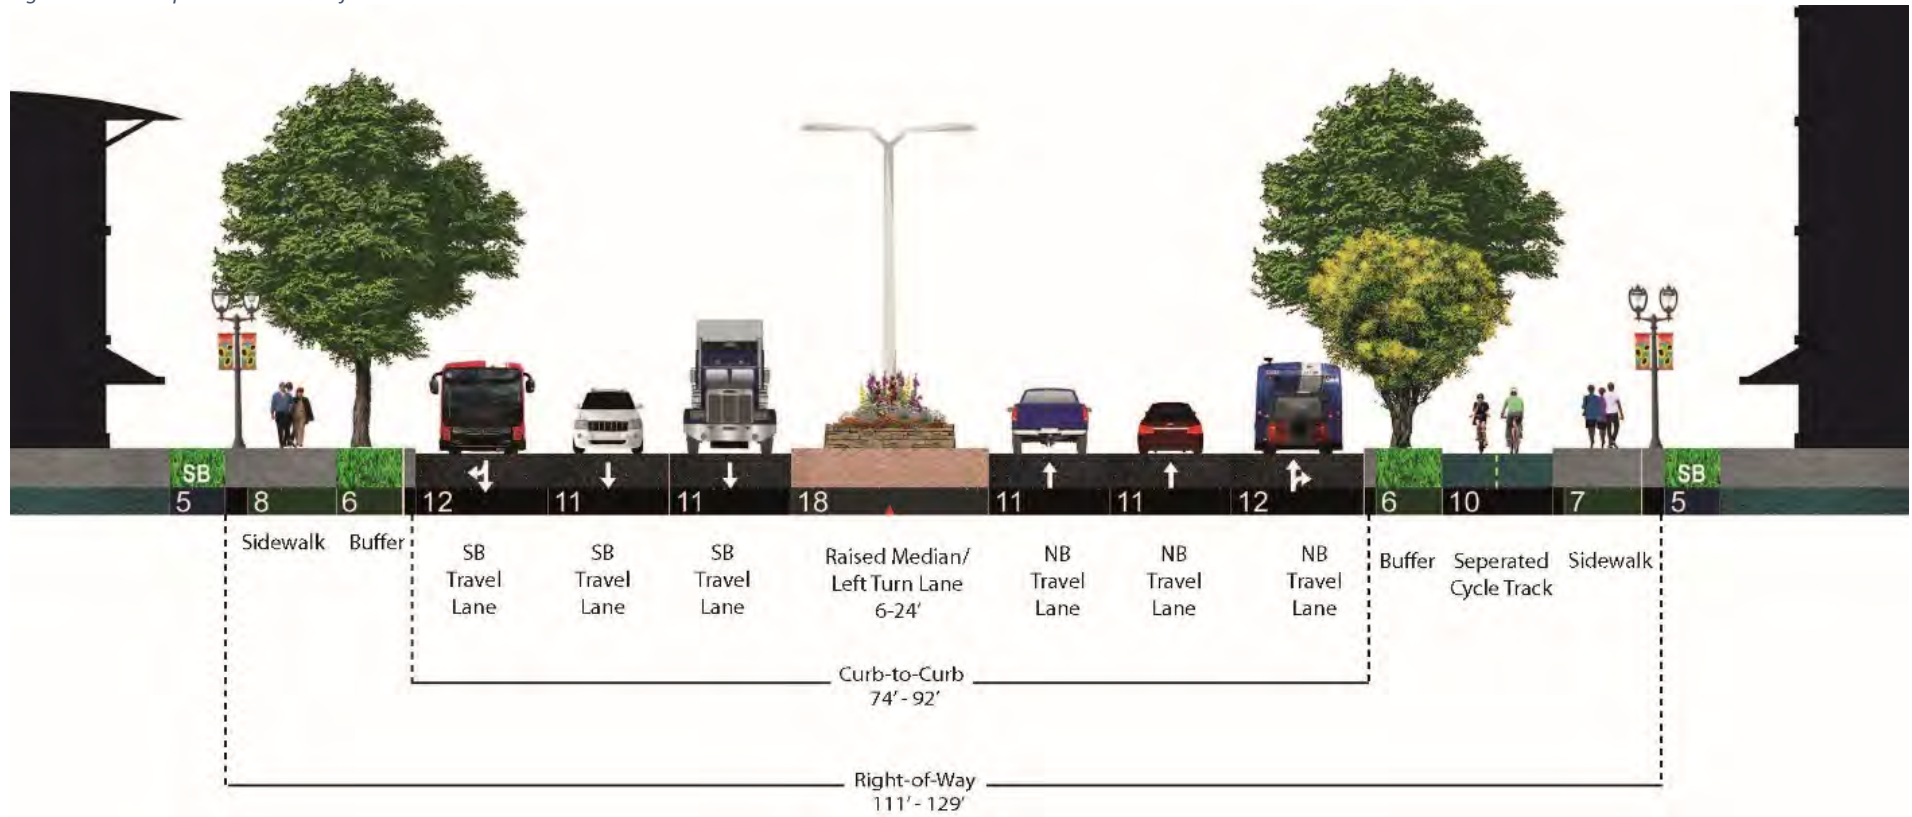 SB
SB
5
8
6
12
11
11
18
11
11
12
6
10
7
5
Sidewalk
Buffer
SB
Travel
Lane
SB
Travel
Lane
SB
Travel
Lane
Raised Median/
Left Turn Lane
6-24'
NB
Travel
Lane
NB
Travel
Lane
NB
Travel
Lane
Buffer
Seperated
Cycle Track
Sidewalk
Curb-to-Curb
74' - 92'
Right-of-Way
111' - 129'